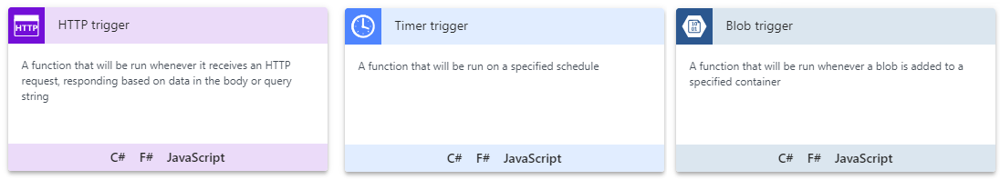 HTTP
HTTP trigger
A function that will be run whenever it receives an HTTP
request, responding based on data in the body or query
string
C# F# JavaScript
Timer trigger
A function that will be run on a specified schedule
C# F# JavaScript
10
01
Blob trigger
A function that will be run whenever a blob is added to a
specified container
C# F# JavaScript